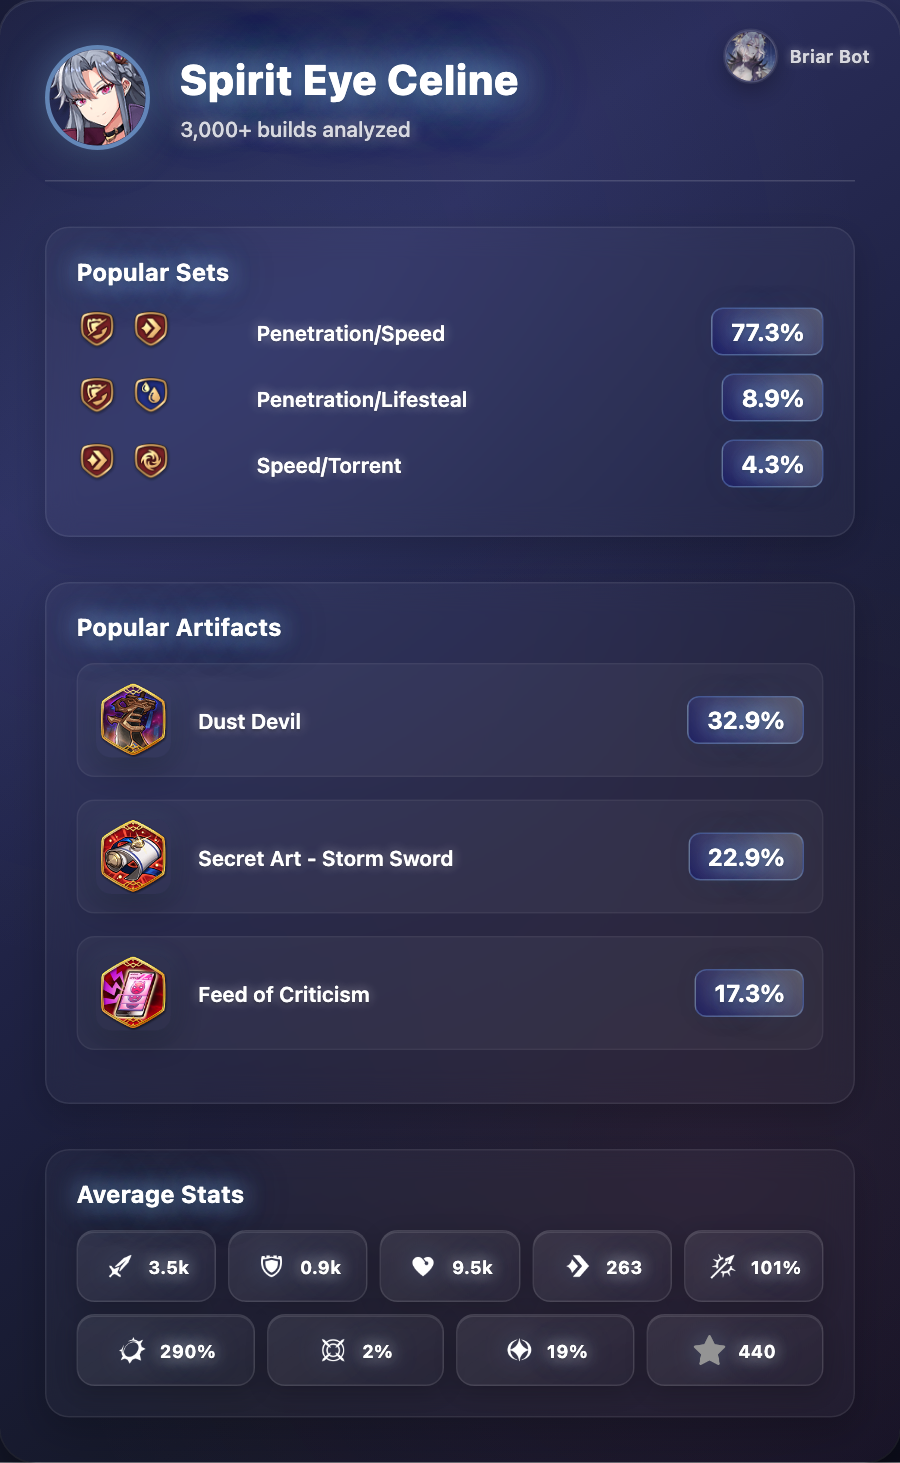 Spirit Eye Celine
3,000+ builds analyzed
Briar Bot
Popular Sets
Penetration/Speed 77.3%
Penetration/Lifesteal 8.9%
Speed/Torrent 4.3%
Popular Artifacts
Dust Devil 32.9%
Secret Art - Storm Sword 22.9%
Feed of Criticism 17.3%
Average Stats
3.5k 0.9k 9.5k 263 101%
290% 2% 19% 440